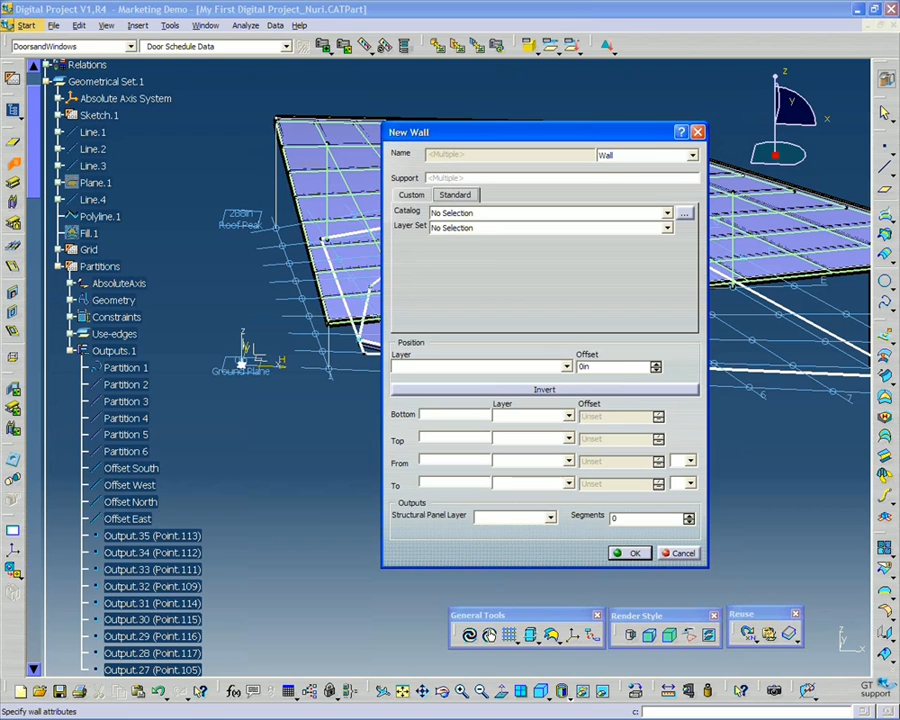 Digital Project V1,R4 - Marketing Demo - [My First Digital Project_Nuri.CATPart]
Start File Edit View Insert Tools Window Analyze Data Help
DoorsandWindows Door Schedule Data
Relations
Geometrical Set.1
Absolute Axis System
Sketch.1
Line.1
Line.2
Line.3
Plane.1
Line.4
Polyline.1
Fill.1
Grid
Partitions
AbsoluteAxis
Geometry
Constraints
Use-edges
Outputs.1
Partition 1
Partition 2
Partition 3
Partition 4
Partition 5
Partition 6
Offset South
Offset West
Offset North
Offset East
Output.35 (Point.113)
Output.34 (Point.112)
Output.33 (Point.111)
Output.32 (Point.109)
Output.31 (Point.114)
Output.30 (Point.115)
Output.29 (Point.116)
Output.28 (Point.117)
Output.27 (Point.105)
Roof Peak
z
H
Ground Plane
z
y
x
New Wall
Name <Multiple> Wall
Support <Multiple>
Custom Standard
Catalog No Selection ...
Layer Set No Selection
Position
Layer Offset
0in
Invert
Layer Offset
Bottom Unset
Top Unset
From Unset
To Unset
Outputs
Structural Panel Layer Segments 0
OK Cancel
E
6
7
General Tools
Render Style
Reuse
GT
support
Specify wall attributes
c: